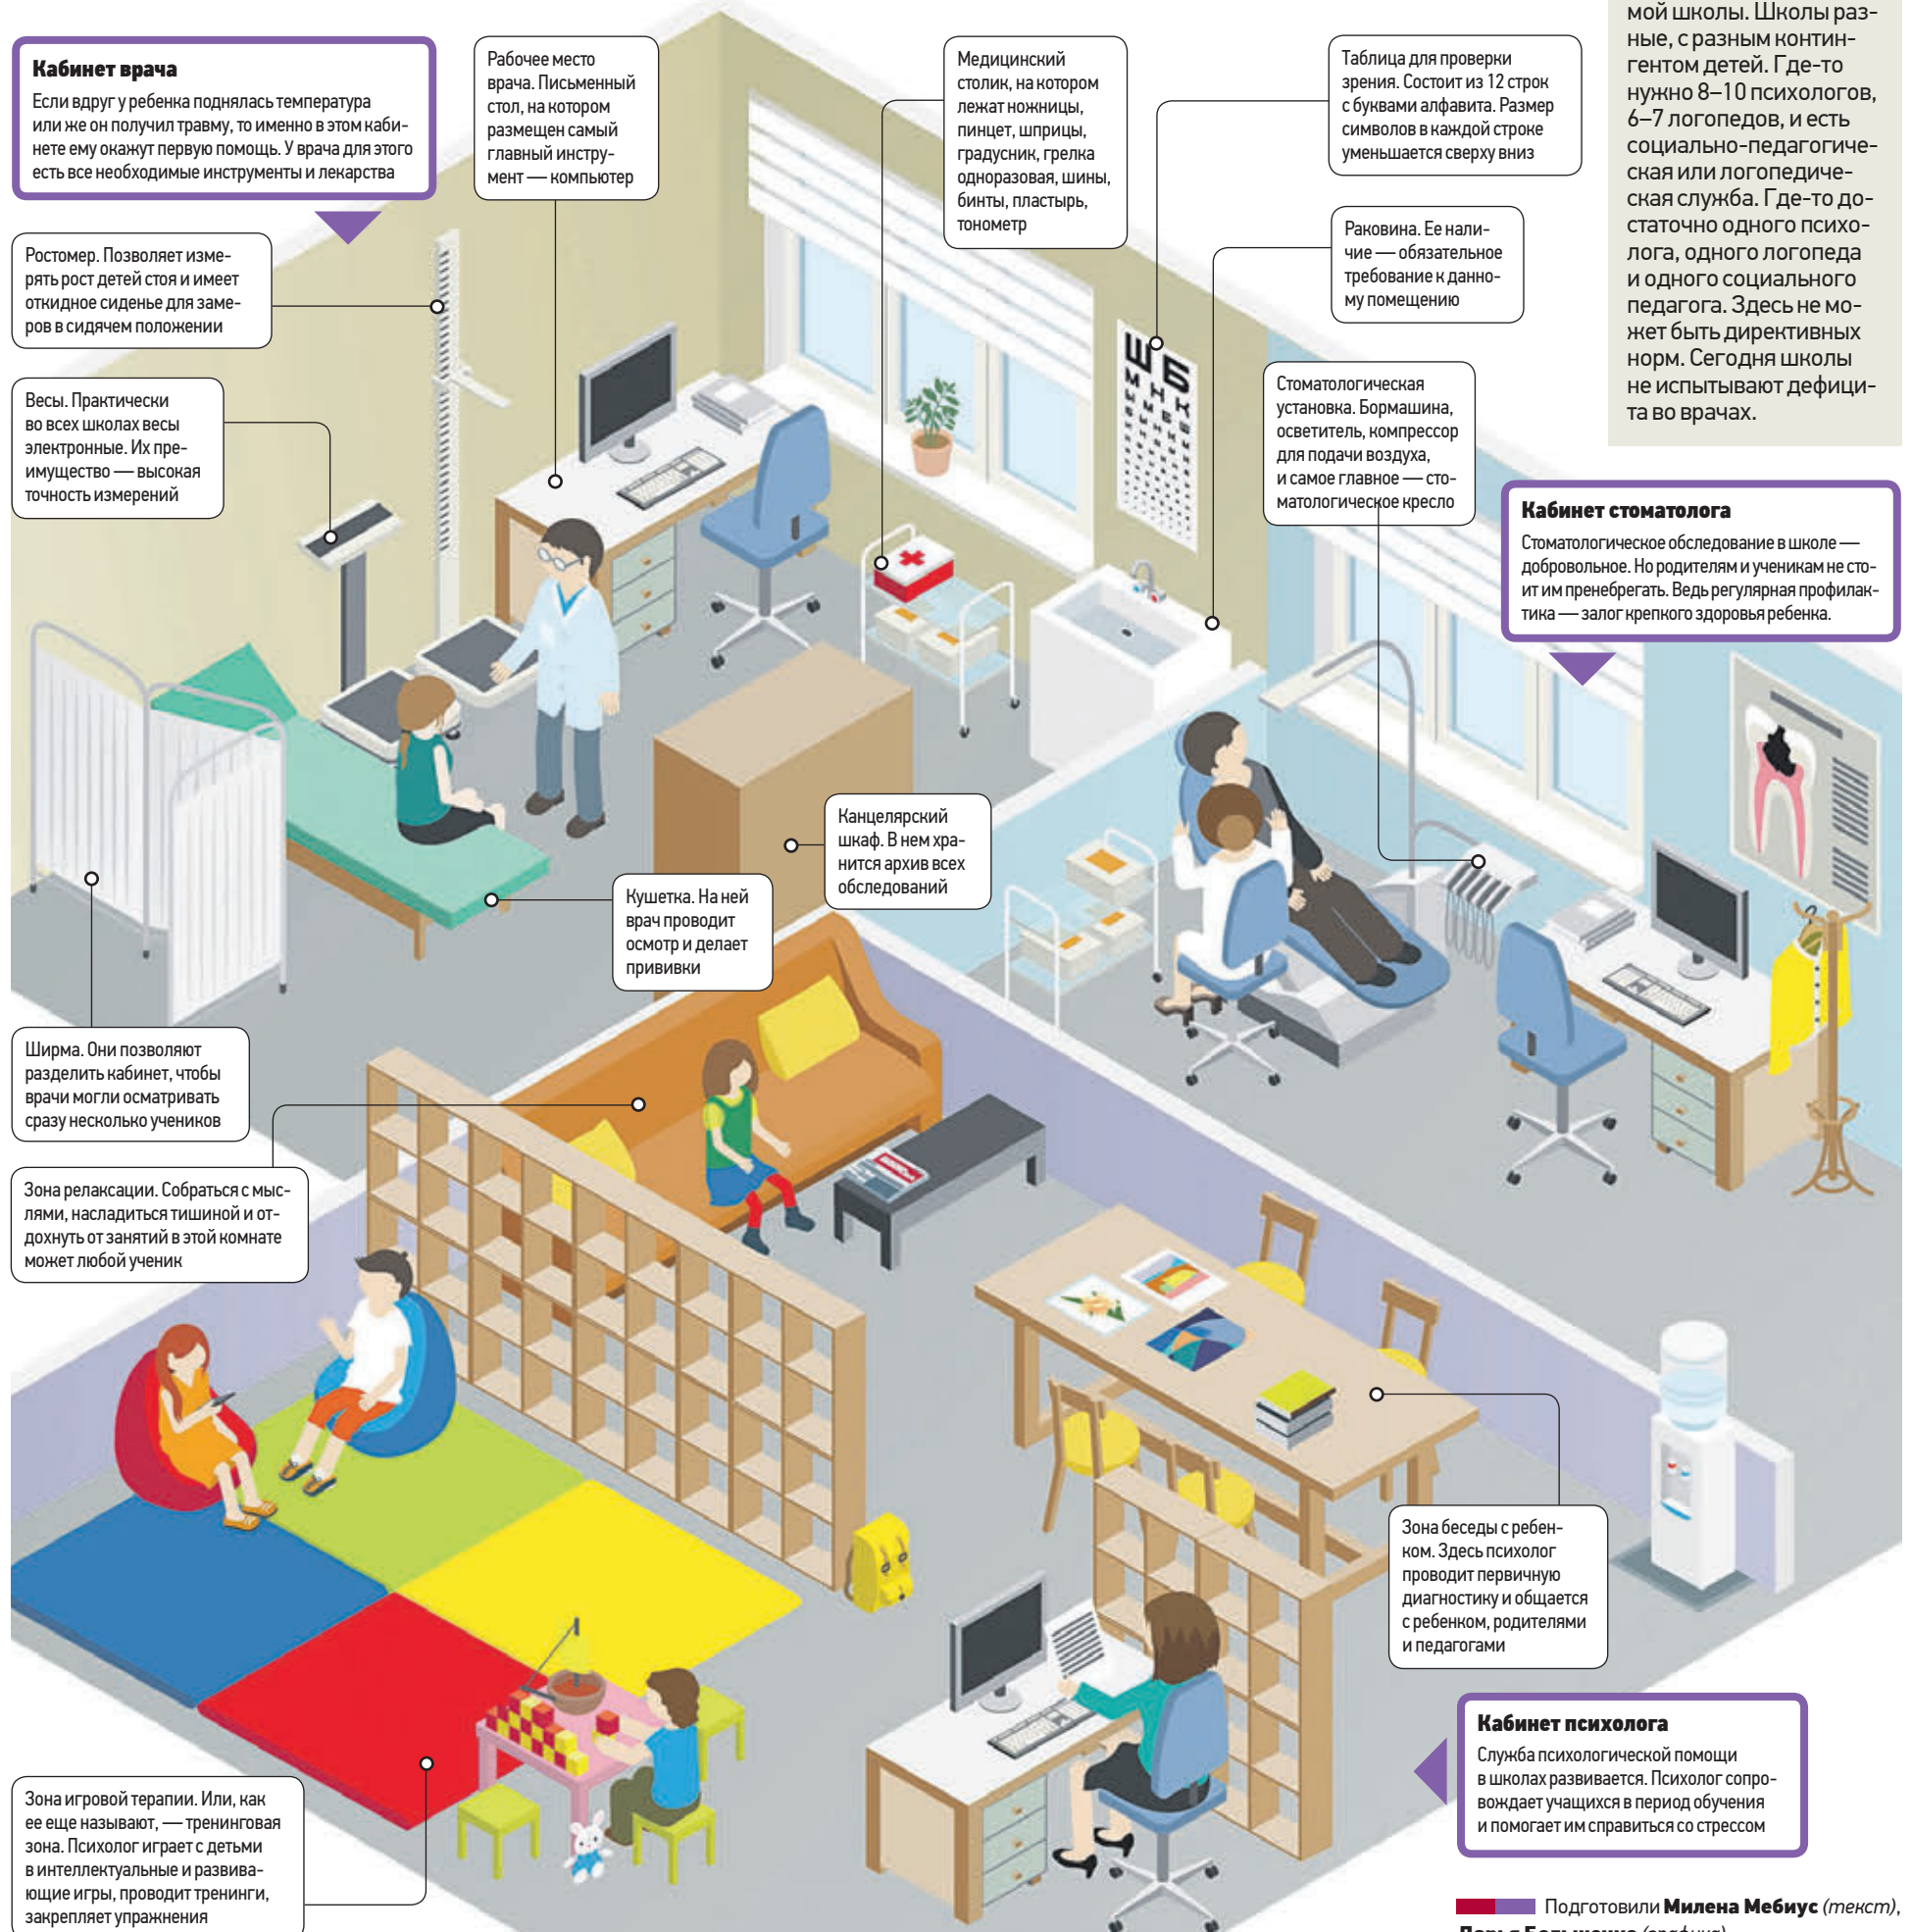 Кабинет врача
Если вдруг у ребенка поднялась температура
или же он получил травму, то именно в этом каби-
нете ему окажут первую помощь. У врача для этого
есть все необходимые инструменты и лекарства
Рабочее место
врача. Письменный
стол, на котором
размещен самый
главный инстру-
мент — компьютер
Медицинский
столик, на котором
лежат ножницы,
пинцет, шприцы,
градусник, грелка
одноразовая, шины,
бинты, пластырь,
тонометр
Таблица для проверки
зрения. Состоит из 12 строк
с буквами алфавита. Размер
символов в каждой строке
уменьшается сверху вниз
мой школы. Школы раз-
ные, с разным контин-
гентом детей. Где-то
нужно 8–10 психологов,
6–7 логопедов, и есть
социально-педагогиче-
ская или логопедиче-
ская служба. Где-то до-
статочно одного психо-
лога, одного логопеда
и одного социального
педагога. Здесь не мо-
жет быть директивных
норм. Сегодня школы
не испытывают дефици-
та во врачах.
Ростомер. Позволяет изме-
рять рост детей стоя и имеет
откидное сиденье для заме-
ров в сидячем положении
Раковина. Ее нали-
чие — обязательное
требование к данно-
му помещению
Весы. Практически
во всех школах весы
электронные. Их пре-
имущество — высокая
точность измерений
Ш Б
М Н К
Стоматологическая
установка. Бормашина,
осветитель, компрессор
для подачи воздуха,
и самое главное — сто-
матологическое кресло
Кабинет стоматолога
Стоматологическое обследование в школе —
добровольное. Но родителям и ученикам не сто-
ит им пренебрегать. Ведь регулярная профилак-
тика — залог крепкого здоровья ребенка.
Канцелярский
шкаф. В нем хра-
нится архив всех
обследований
Кушетка. На ней
врач проводит
осмотр и делает
прививки
Ширма. Они позволяют
разделить кабинет, чтобы
врачи могли осматривать
сразу несколько учеников
Зона релаксации. Собраться с мыс-
лями, насладиться тишиной и от-
дохнуть от занятий в этой комнате
может любой ученик
Зона беседы с ребен-
ком. Здесь психолог
проводит первичную
диагностику и общается
с ребенком, родителями
и педагогами
Кабинет психолога
Служба психологической помощи
в школах развивается. Психолог сопро-
вождает учащихся в период обучения
и помогает им справиться со стрессом
Зона игровой терапии. Или, как
ее еще называют, — тренинговая
зона. Психолог играет с детьми
в интеллектуальные и развива-
ющие игры, проводит тренинги,
закрепляет упражнения
Подготовили Милена Мебиус (текст),